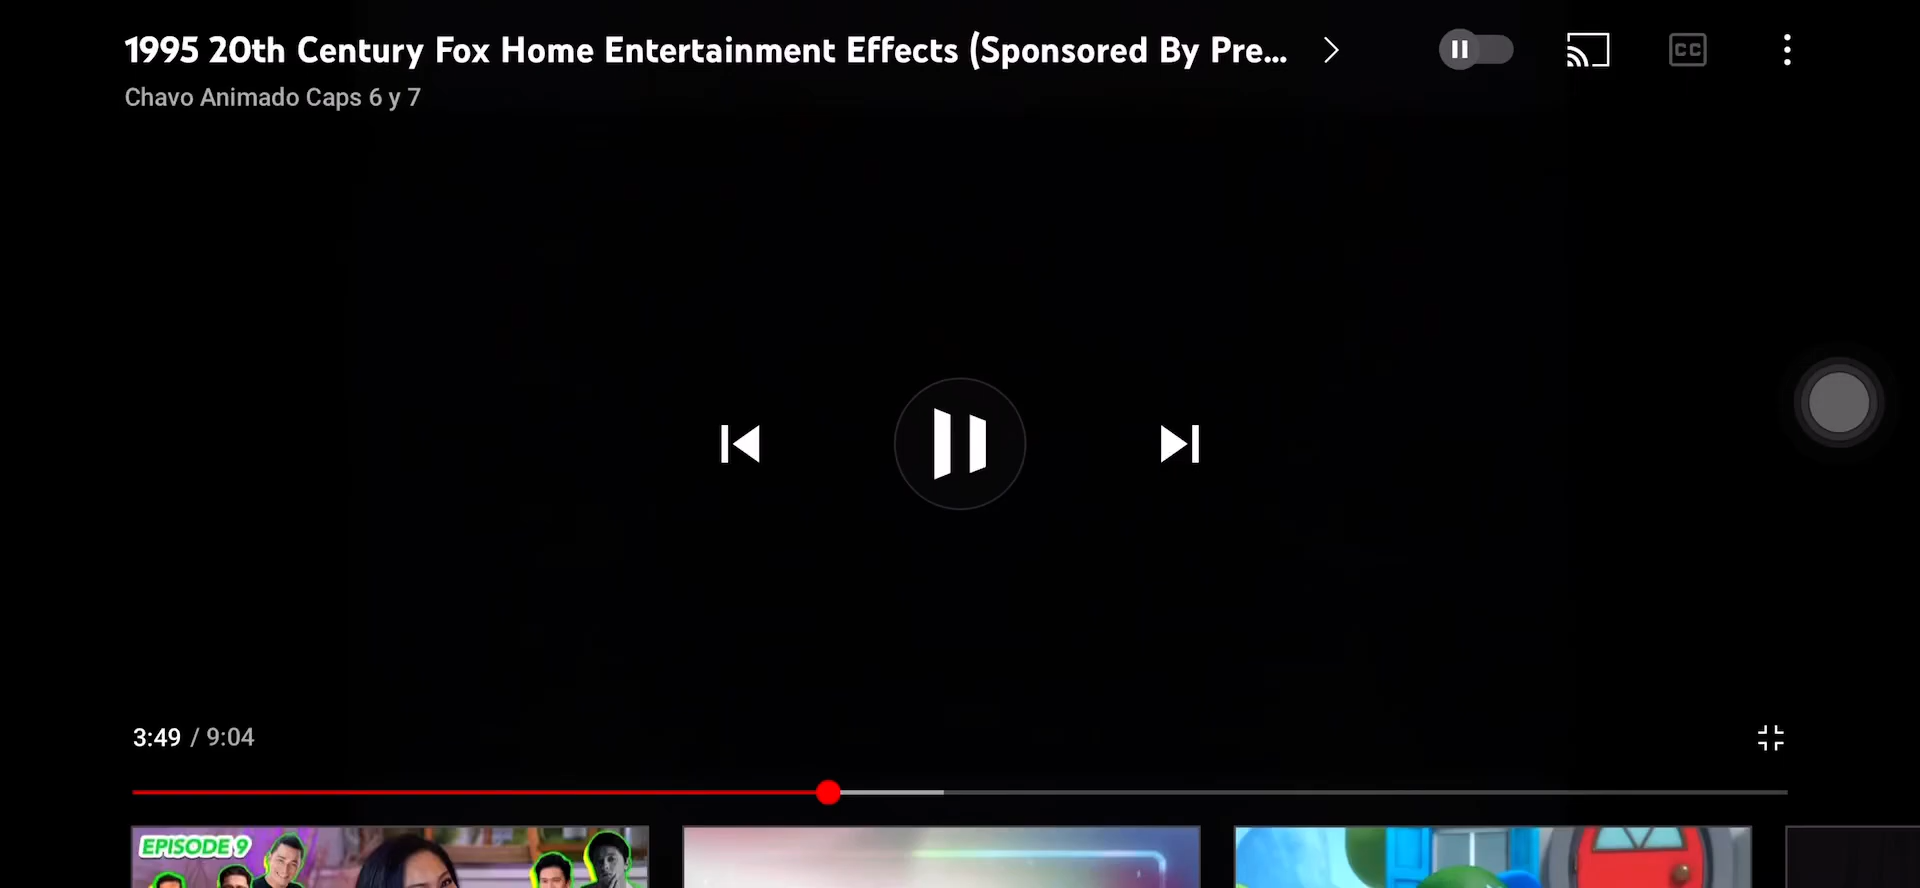 1995 20th Century Fox Home Entertainment Effects (Sponsored By Pre...
Chavo Animado Caps 6 y 7
CC
3:49 / 9:04
EPISODE 9